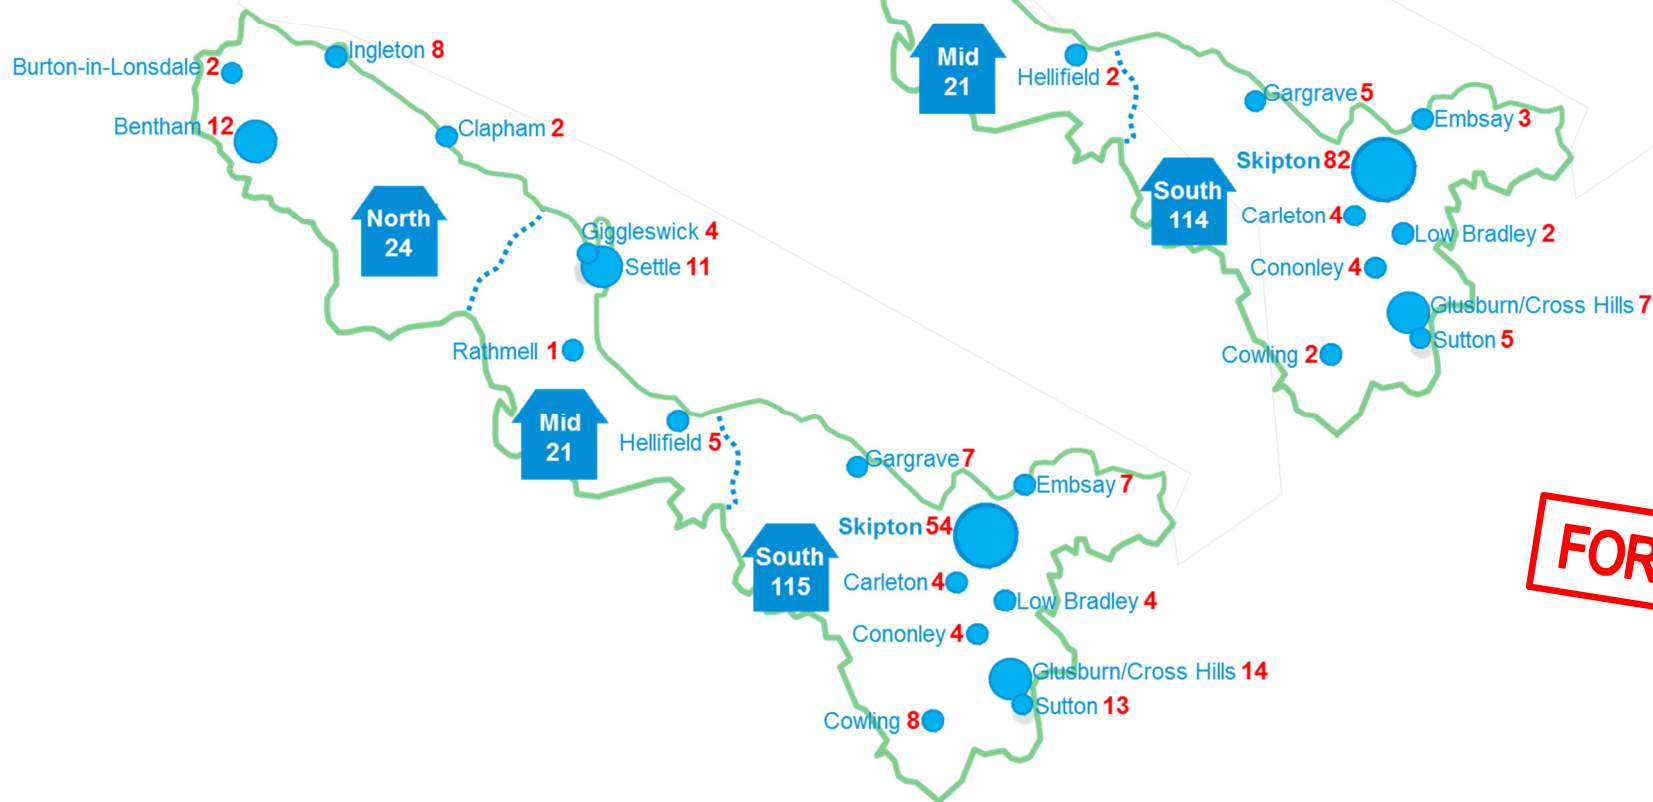 Ingleton 8
Burton-in-Lonsdale 2
Bentham 12
Clapham 2
North
24
Giggleswick 4
Settle 11
Rathmell 1
Mid
21
Hellifield 5
Gargrave 7
Embsay 7
Skipton 54
South
115
Carleton 4
Low Bradley 4
Cononley 4
Glusburn/Cross Hills 14
Sutton 13
Cowling 8
Mid
21
Hellifield 2
Gargrave 5
Embsay 3
Skipton 82
South
114
Carleton 4
Low Bradley 2
Cononley 4
Glusburn/Cross Hills 7
Sutton 5
Cowling 2
FOR